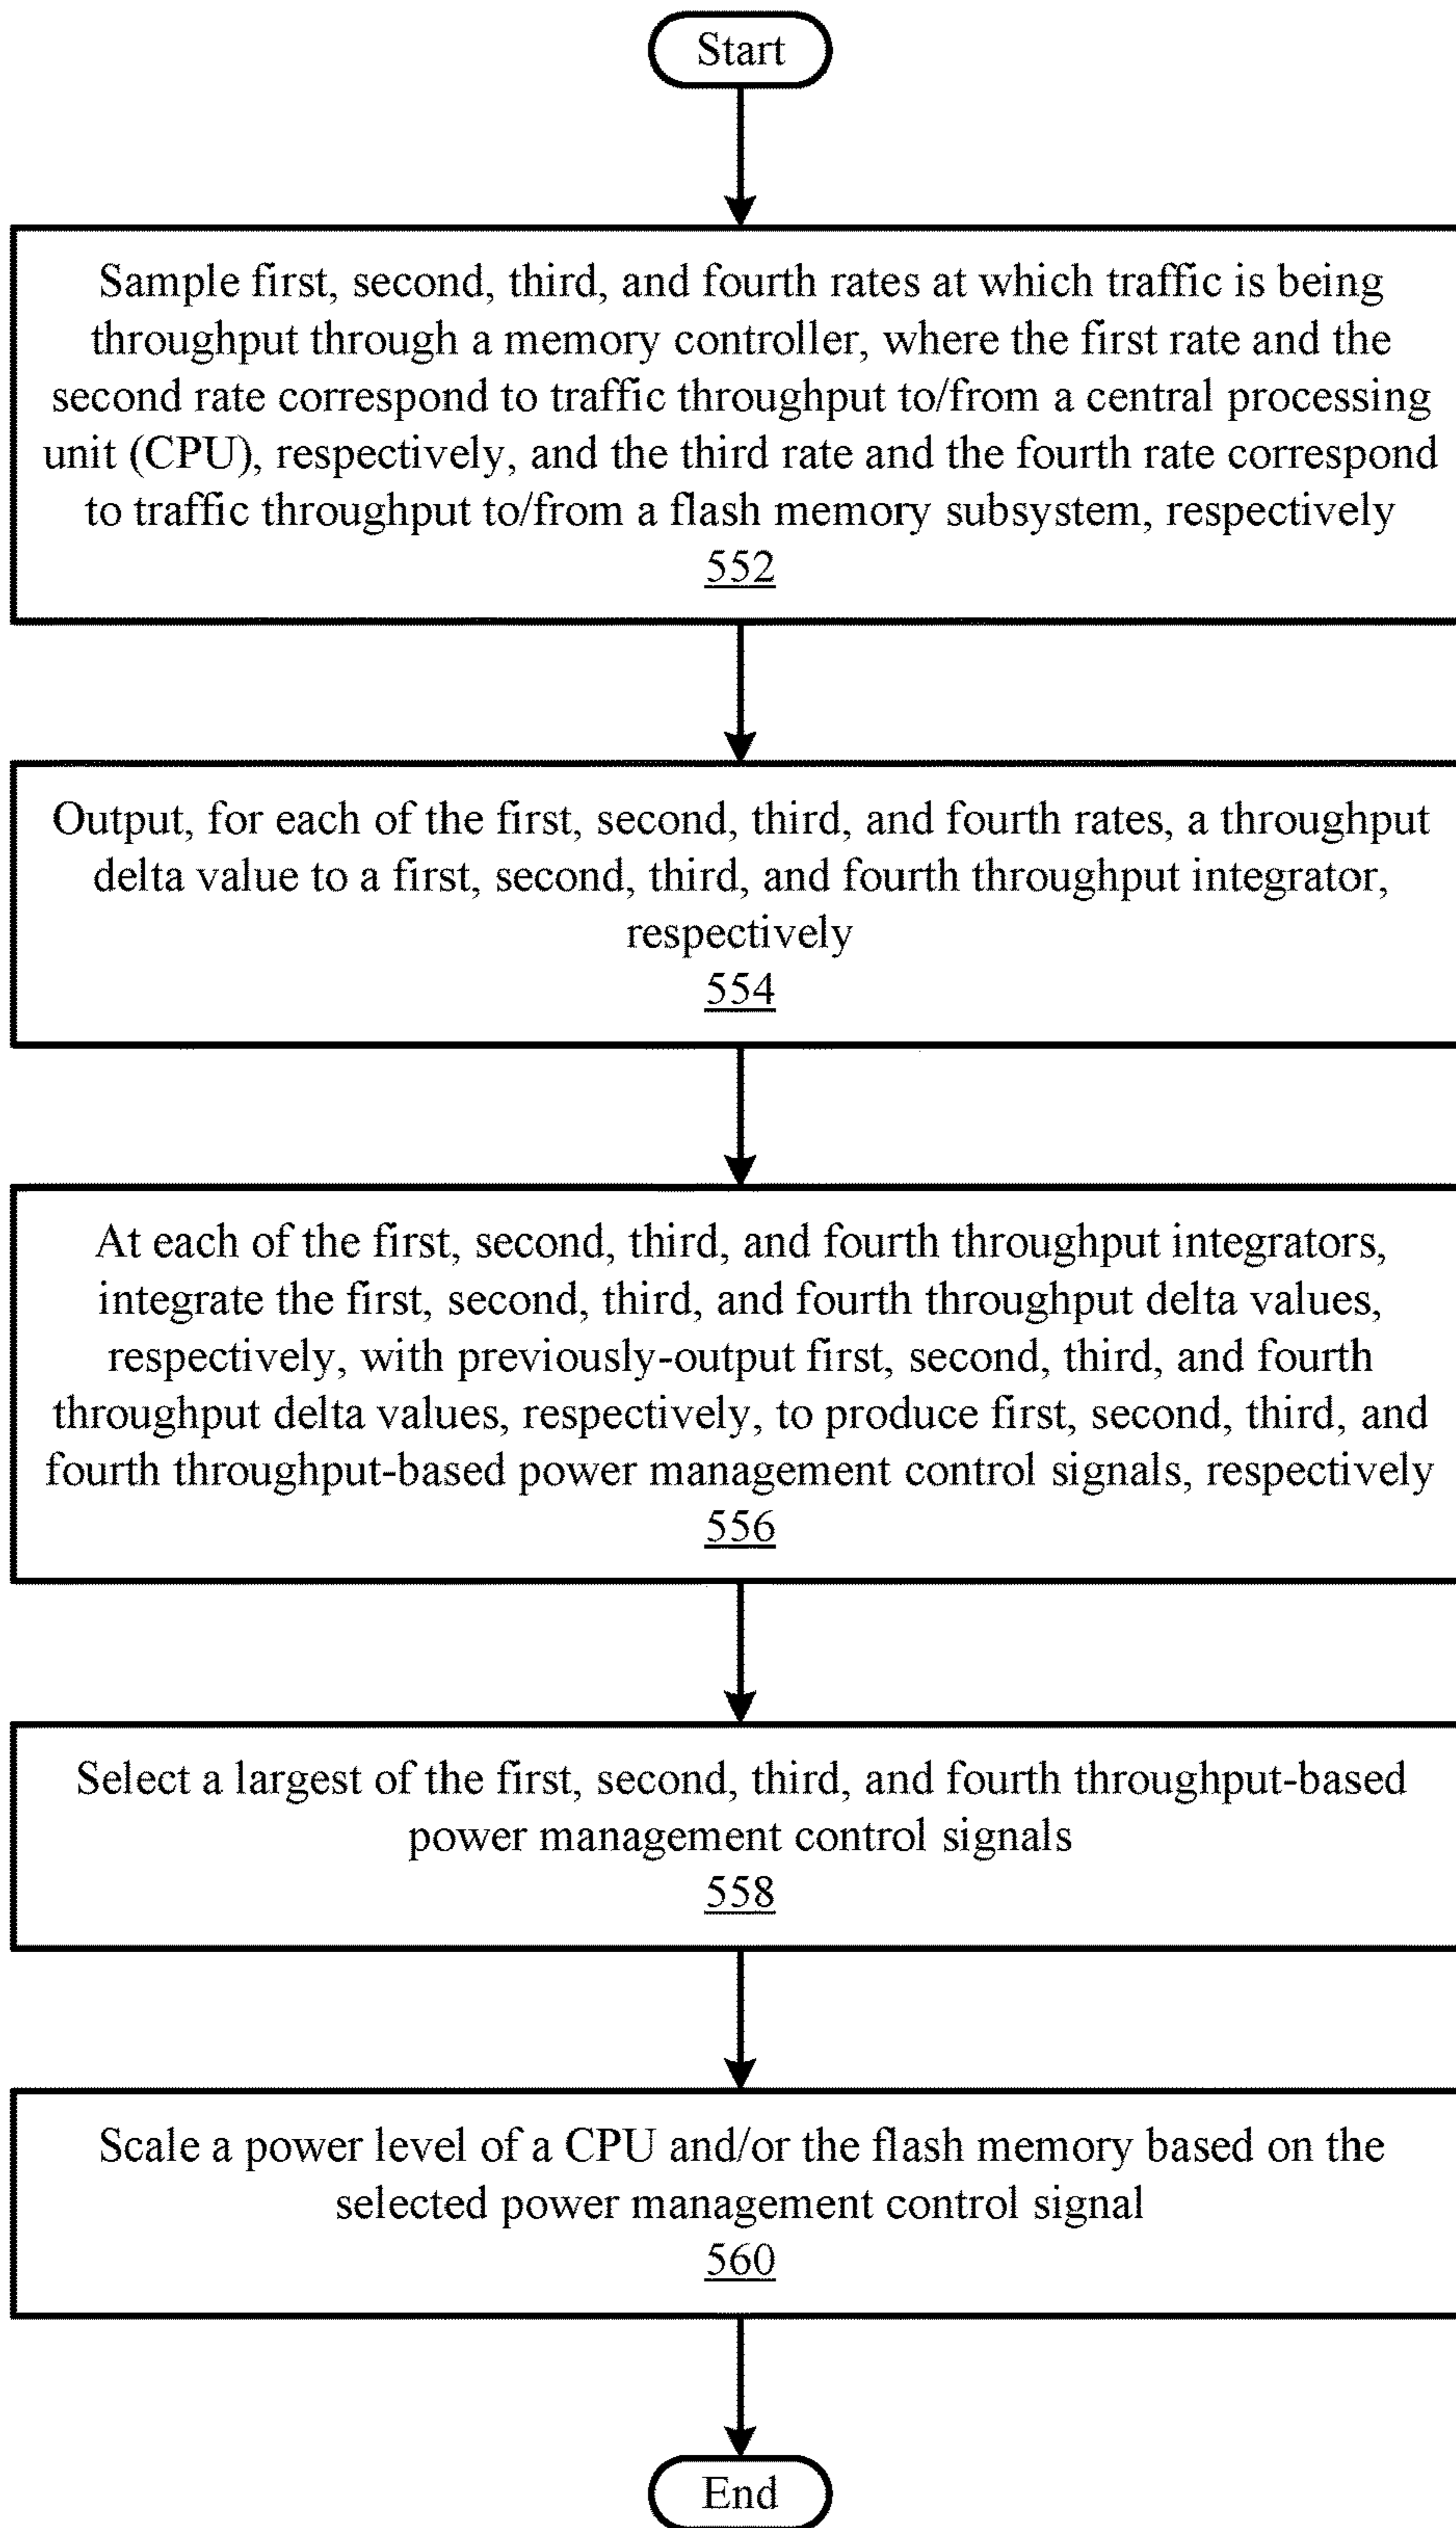 Start
Sample first, second, third, and fourth rates at which traffic is being
throughput through a memory controller, where the first rate and the
second rate correspond to traffic throughput to/from a central processing
unit (CPU), respectively, and the third rate and the fourth rate correspond
to traffic throughput to/from a flash memory subsystem, respectively
552
Output, for each of the first, second, third, and fourth rates, a throughput
delta value to a first, second, third, and fourth throughput integrator,
respectively
554
At each of the first, second, third, and fourth throughput integrators,
integrate the first, second, third, and fourth throughput delta values,
respectively, with previously-output first, second, third, and fourth
throughput delta values, respectively, to produce first, second, third, and
fourth throughput-based power management control signals, respectively
556
Select a largest of the first, second, third, and fourth throughput-based
power management control signals
558
Scale a power level of a CPU and/or the flash memory based on the
selected power management control signal
560
End